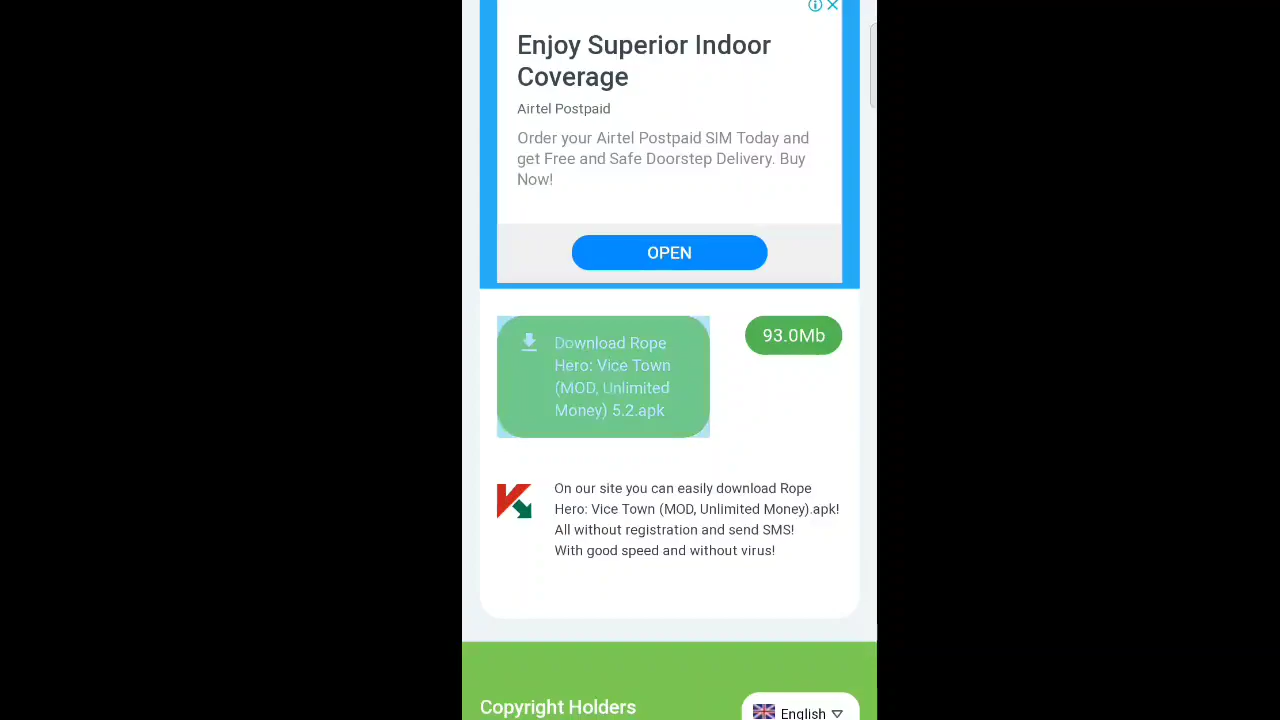 Enjoy Superior Indoor
Coverage
Airtel Postpaid
Order your Airtel Postpaid SIM Today and
get Free and Safe Doorstep Delivery. Buy
Now!
OPEN
Download Rope
Hero: Vice Town
(MOD, Unlimited
Money) 5.2.apk
93.0Mb
On our site you can easily download Rope
Hero: Vice Town (MOD, Unlimited Money).apk!
All without registration and send SMS!
With good speed and without virus!
Copyright Holders
English